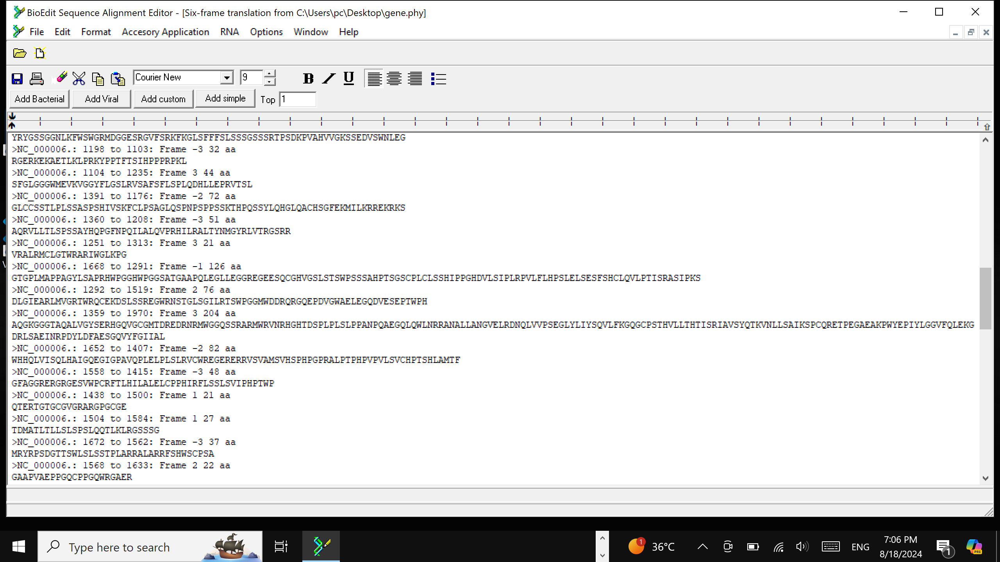 BioEdit Sequence Alignment Editor - [Six-frame translation from C:\Users\pc\Desktop\gene.phy]
File Edit Format Accesory Application RNA Options Window Help
Courier New 9 B I U
Add Bacterial Add Viral Add custom Add simple Top 1
YRYGSSGGNLKFWSWGRMDGGESRGVFSRKFKGLSFFFSLSSSGSSSRTPSDKPVAHVVGKSSEDVSWNLEG
>NC_000006.: 1198 to 1103: Frame -3 32 aa
RGERKEKAETLKLPRKYPPTFTSIHPPPRPKL
>NC_000006.: 1104 to 1235: Frame 3 44 aa
SFGLGGGWMEVKVGGYFLGSLRVSAFSFLSPLQDHLLEPRVTSL
>NC_000006.: 1391 to 1176: Frame -2 72 aa
GLCCSSTLPLSSASPSHIVSKFCLPSAGLQSPNPSPPSSKTHPQSSYLQHGLQACHSGFEKMILKRREKRKS
>NC_000006.: 1360 to 1208: Frame -3 51 aa
AQRVLLTLSPSSAYHQPGFNPQILALQVPRHILRALTYNMGYRLVTRGSRR
>NC_000006.: 1251 to 1313: Frame 3 21 aa
VRALRMCLGTWRARIWGLKPG
>NC_000006.: 1668 to 1291: Frame -1 126 aa
GTGPLMAPPAGYLSAPRHWPGGHWPGGSATGAAPQLEGLLEGGREGEESQCGHVGSLSTSWPSSSAHPTSGSCPLCLSSHIPPGHDVLSIPLRPVLFLHPSLELSESFSHCLQVLPTISRASIPKS
>NC_000006.: 1292 to 1519: Frame 2 76 aa
DLGIEARLMVGRTWRQCEKDSLSSREGWRNSTGLSGILRTSWPGGMWDDRQRGQEPDVGWAELEGQDVESEPTWPH
>NC_000006.: 1359 to 1970: Frame 3 204 aa
AQGKGGGTAQALVGYSERHGQVGCGMTDREDRNRMWGGQSSRARMWRVNRHGHTDSPLPLSLPPANPQAEGQLQWLNRRANALLANGVELRDNQLVVPSEGLYLIYSQVLFKGQGCPSTHVLLTHTISRIAVSYQTKVNLLSAIKSPCQRETPEGAEAKPWYEPIYLGGVFQLEKG
DRLSAEINRPDYLDFAESGQVYFGIIAL
>NC_000006.: 1652 to 1407: Frame -2 82 aa
WHHQLVISQLHAIGQEGIGPAVQPLELPLSLRVCWREGERERRVSVAMSVHSPHPGPRALPTPHPVPVLSVCHPTSHLAMTF
>NC_000006.: 1558 to 1415: Frame -3 48 aa
GFAGGRERGRGESVWPCRFTLHILALELCPPHIRFLSSLSVIPHPTWP
>NC_000006.: 1438 to 1500: Frame 1 21 aa
QTERTGTGCGVGRARGPGCGE
>NC_000006.: 1504 to 1584: Frame 1 27 aa
TDMATLTLLSLSPSLQQTLKLRGSSSG
>NC_000006.: 1672 to 1562: Frame -3 37 aa
MRYRPSDGTTSWLSLSSTPLARRALARRFSHWSCPSA
>NC_000006.: 1568 to 1633: Frame 2 22 aa
GAAPVAEPPGQCPPGQWRGAER
Type here to search
1 36°C ENG 7:06 PM 1 PRE
8/18/2024